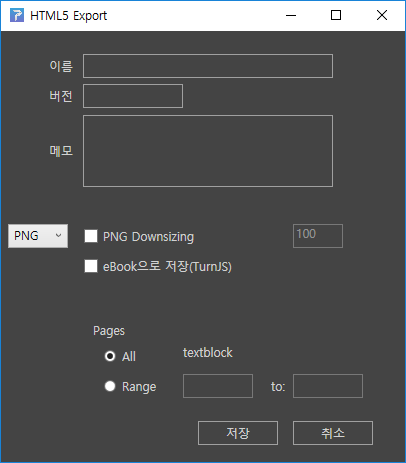 HTML5 Export
이름
버전
메모
PNG
PNG Downsizing
100
eBook으로 저장(TurnJS)
Pages
All
textblock
Range
to:
저장
취소